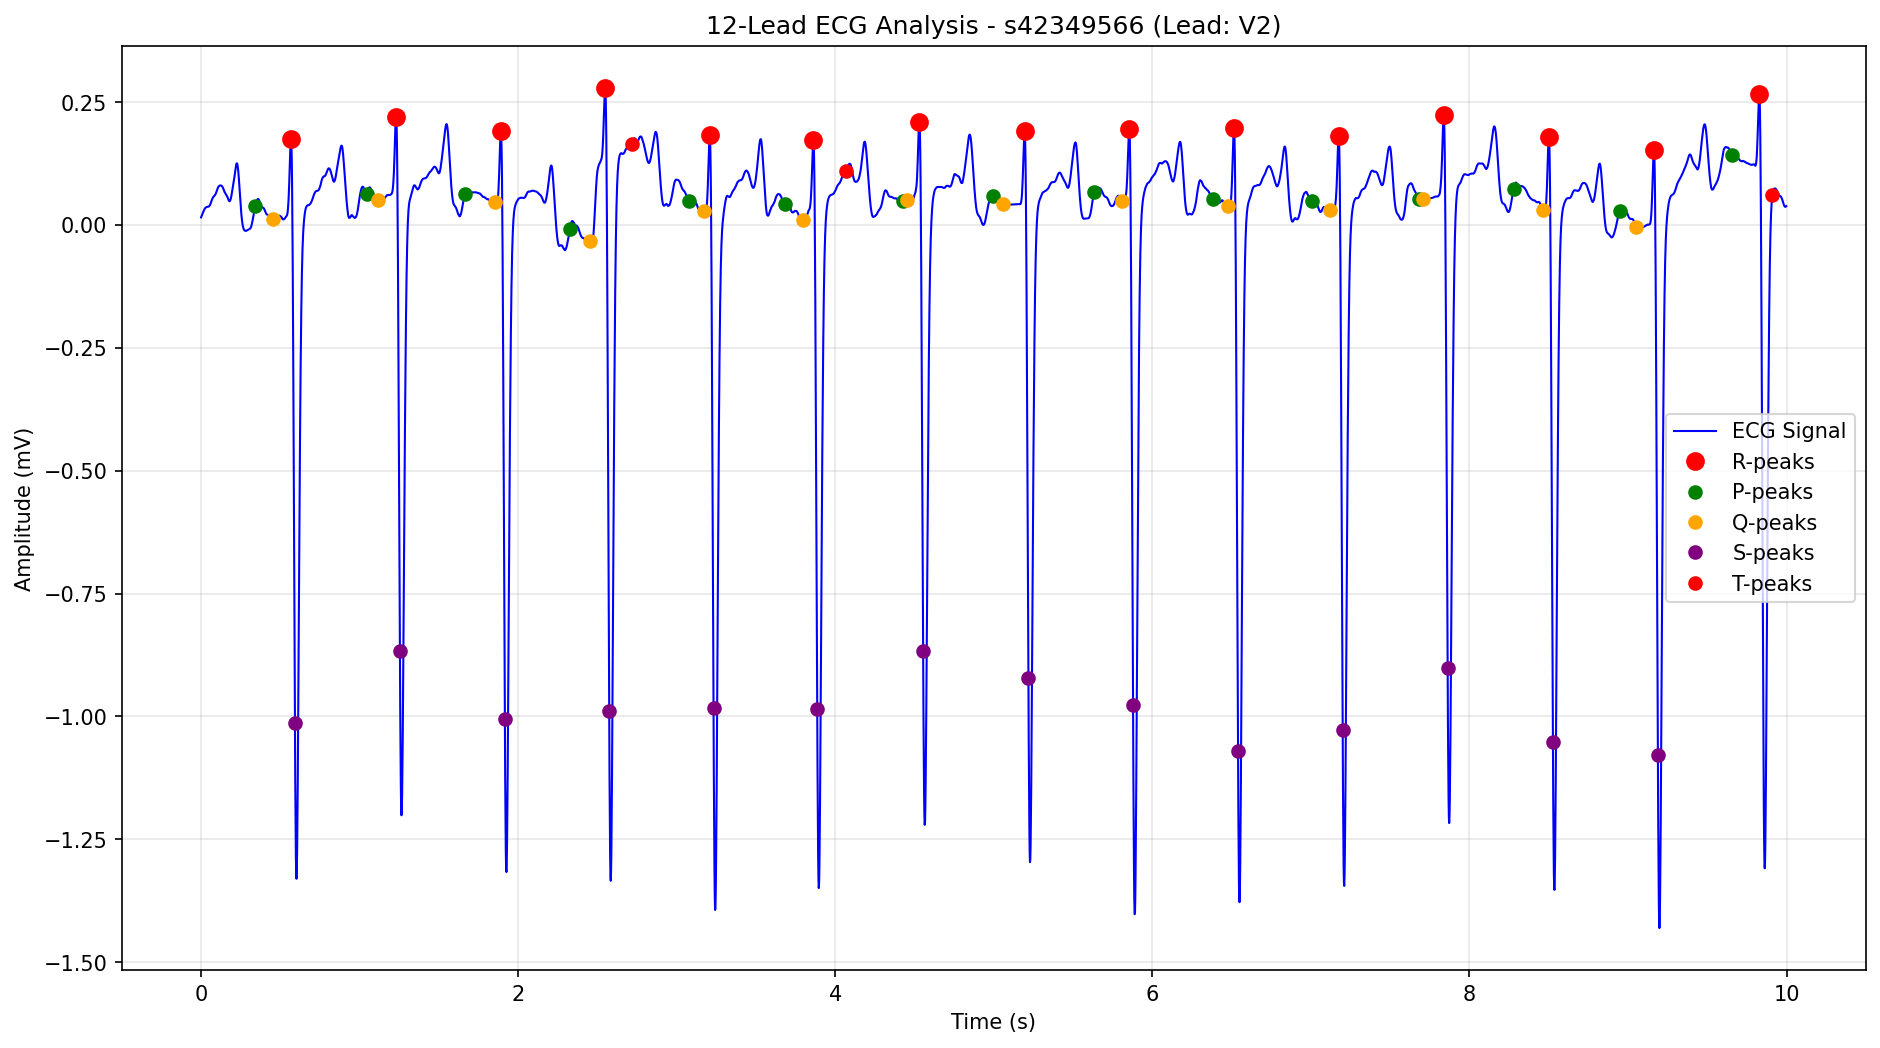 12-Lead ECG Analysis - s42349566 (Lead: V2)
Amplitude (mV)
0.25
0.00
−0.25
−0.50
−0.75
−1.00
−1.25
−1.50
ECG Signal
R-peaks
P-peaks
Q-peaks
S-peaks
T-peaks
0 2 4 6 8 10
Time (s)